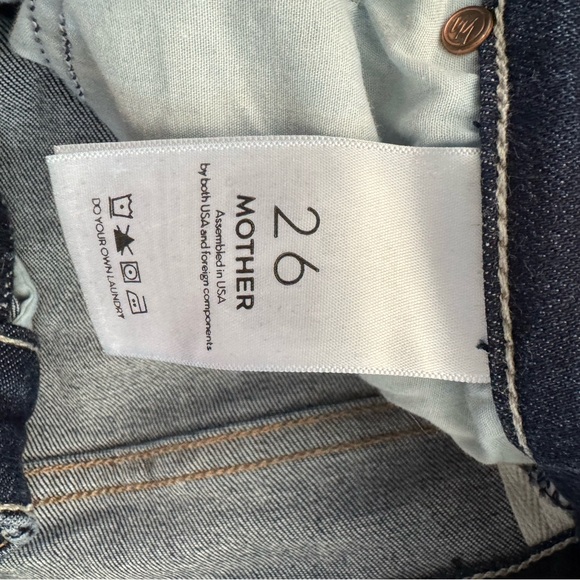 26
MOTHER
Assembled in USA
by both USA and foreign components
DO YOUR OWN LAUNDRY